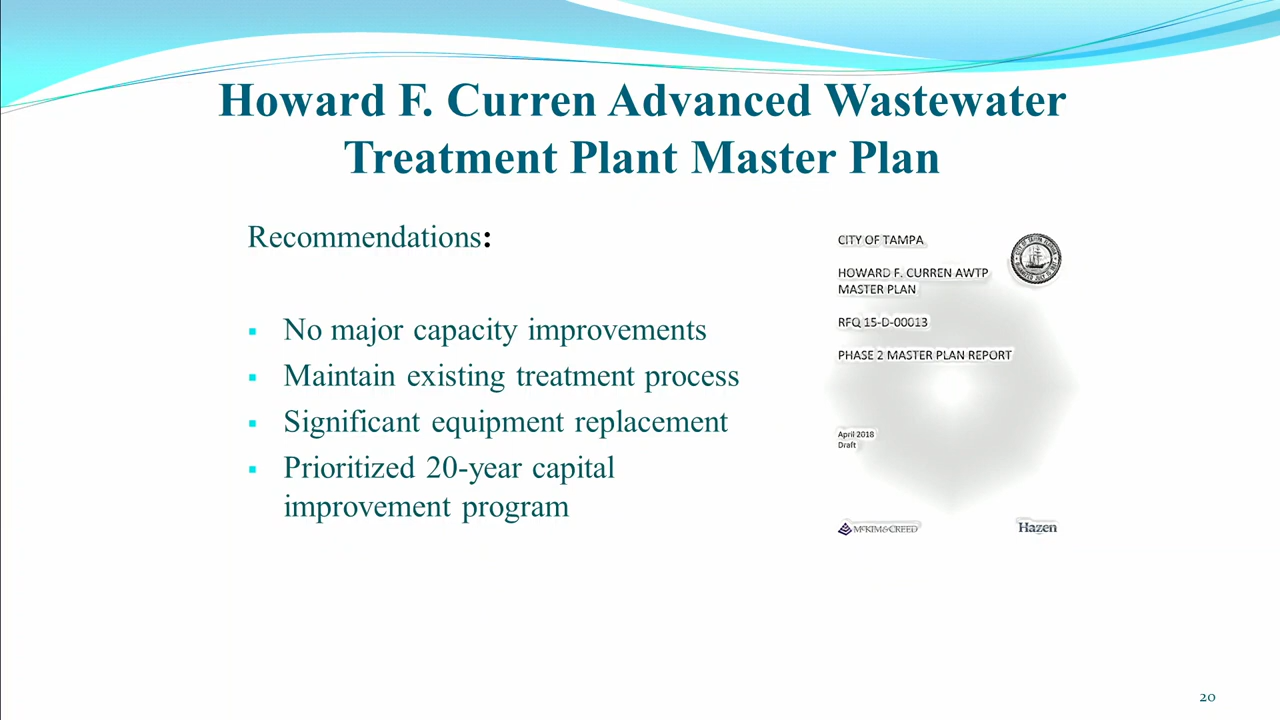 Howard F. Curren Advanced Wastewater
Treatment Plant Master Plan
Recommendations:
▪ No major capacity improvements
▪ Maintain existing treatment process
▪ Significant equipment replacement
▪ Prioritized 20-year capital
improvement program
CITY OF TAMPA
HOWARD F. CURREN AWTP
MASTER PLAN
RFQ 15-D-00013
PHASE 2 MASTER PLAN REPORT
April 2018
Draft
McKIM&CREED
Hazen
20